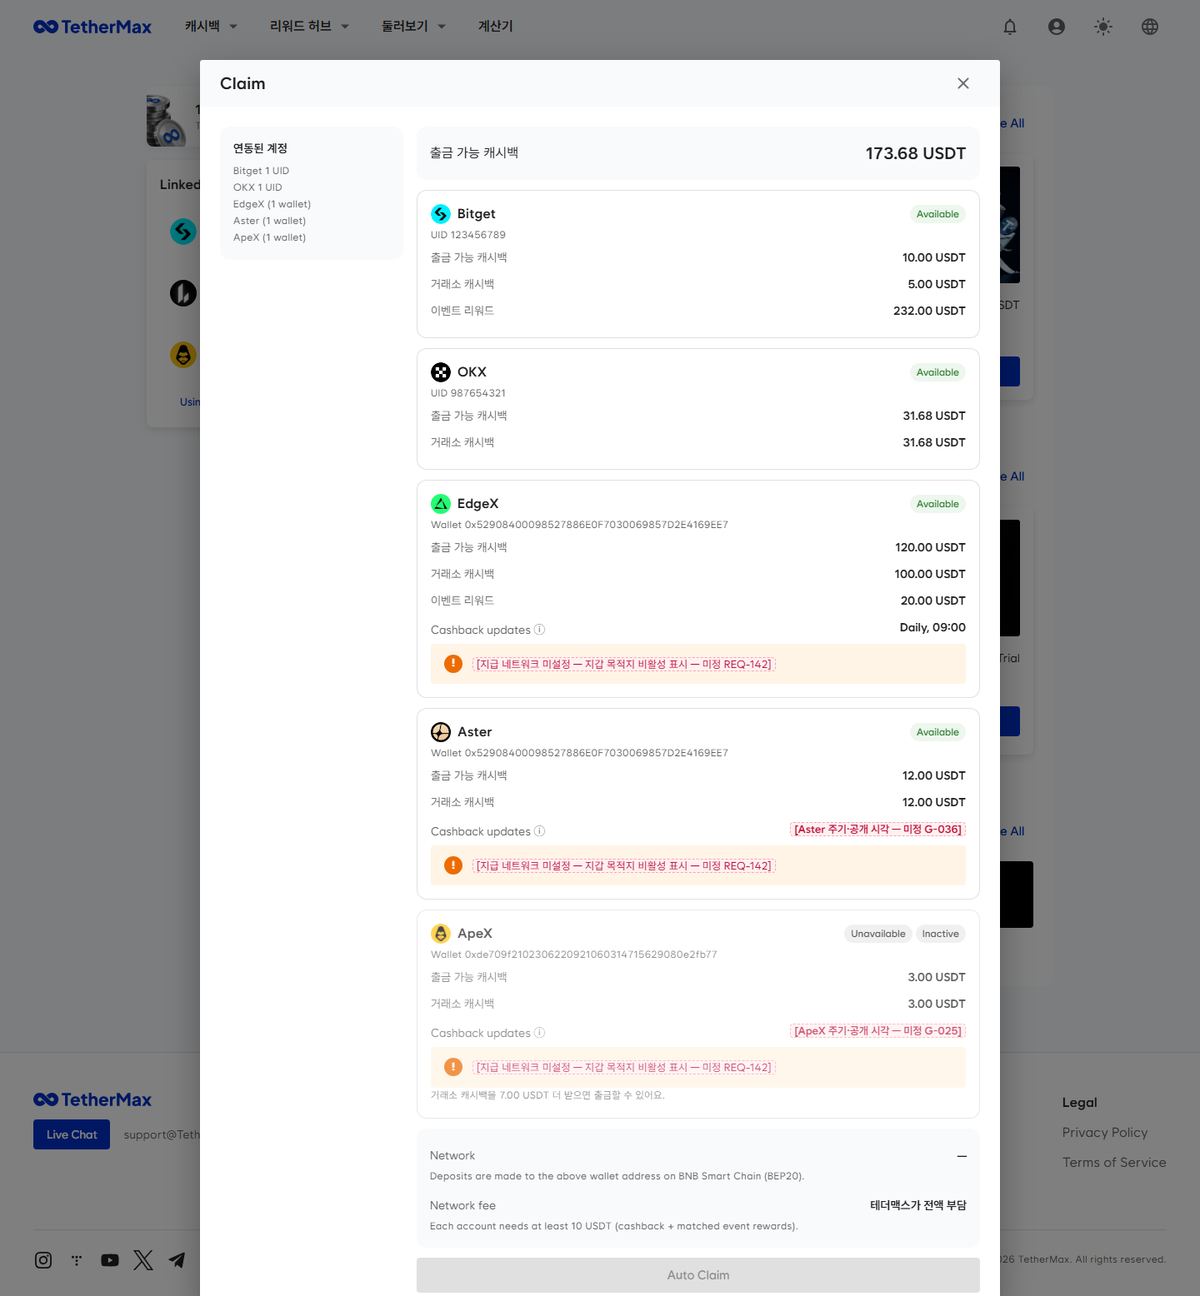 TetherMax
캐시백
리워드 허브
둘러보기
계산기
Claim
연동된 계정
Bitget 1 UID
OKX 1 UID
EdgeX (1 wallet)
Aster (1 wallet)
ApeX (1 wallet)
출금 가능 캐시백
173.68 USDT
Bitget
Available
UID 123456789
출금 가능 캐시백
10.00 USDT
거래소 캐시백
5.00 USDT
이벤트 리워드
232.00 USDT
OKX
Available
UID 987654321
출금 가능 캐시백
31.68 USDT
거래소 캐시백
31.68 USDT
EdgeX
Available
Wallet 0x52908400098527886E0F7030069857D2E4169EE7
출금 가능 캐시백
120.00 USDT
거래소 캐시백
100.00 USDT
이벤트 리워드
20.00 USDT
Cashback updates
Daily, 09:00
[지급 네트워크 미설정 — 지갑 목적지 비활성 표시 — 미정 REQ-142]
Aster
Available
Wallet 0x52908400098527886E0F7030069857D2E4169EE7
출금 가능 캐시백
12.00 USDT
거래소 캐시백
12.00 USDT
Cashback updates
[Aster 주기·공개 시각 — 미정 G-036]
[지급 네트워크 미설정 — 지갑 목적지 비활성 표시 — 미정 REQ-142]
ApeX
Unavailable
Inactive
Wallet 0xde709f210230622092106031471562908​0e2fb77
출금 가능 캐시백
3.00 USDT
거래소 캐시백
3.00 USDT
Cashback updates
[ApeX 주기·공개 시각 — 미정 G-025]
[지급 네트워크 미설정 — 지갑 목적지 비활성 표시 — 미정 REQ-142]
거래소 캐시백을 7.00 USDT 더 받으면 출금할 수 있어요.
Network
—
Deposits are made to the above wallet address on BNB Smart Chain (BEP20).
Network fee
테더맥스가 전액 부담
Each account needs at least 10 USDT (cashback + matched event rewards).
Auto Claim
Linked
e All
SDT
e All
Trial
e All
TetherMax
Live Chat
support@Teth
Legal
Privacy Policy
Terms of Service
26 TetherMax. All rights reserved.